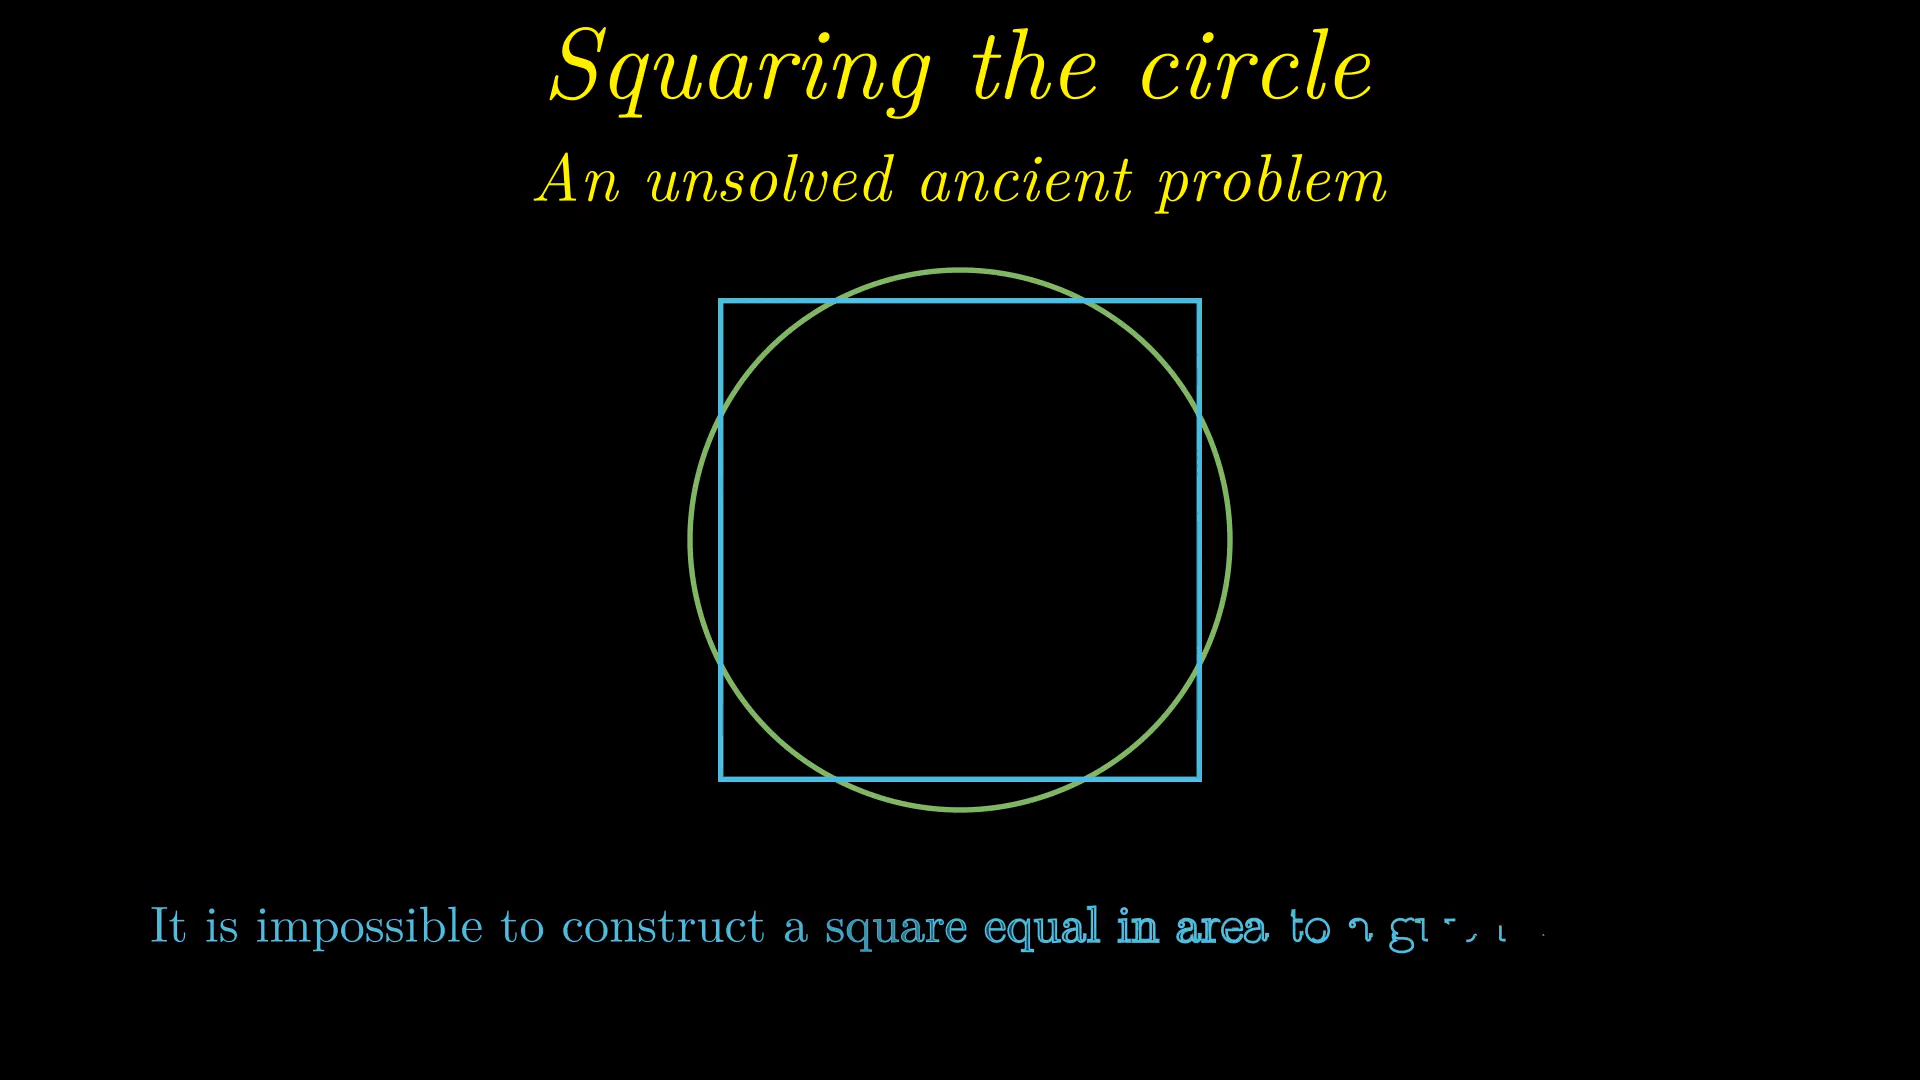 Squaring the circle
An unsolved ancient problem
It is impossible to construct a square equal in area to a